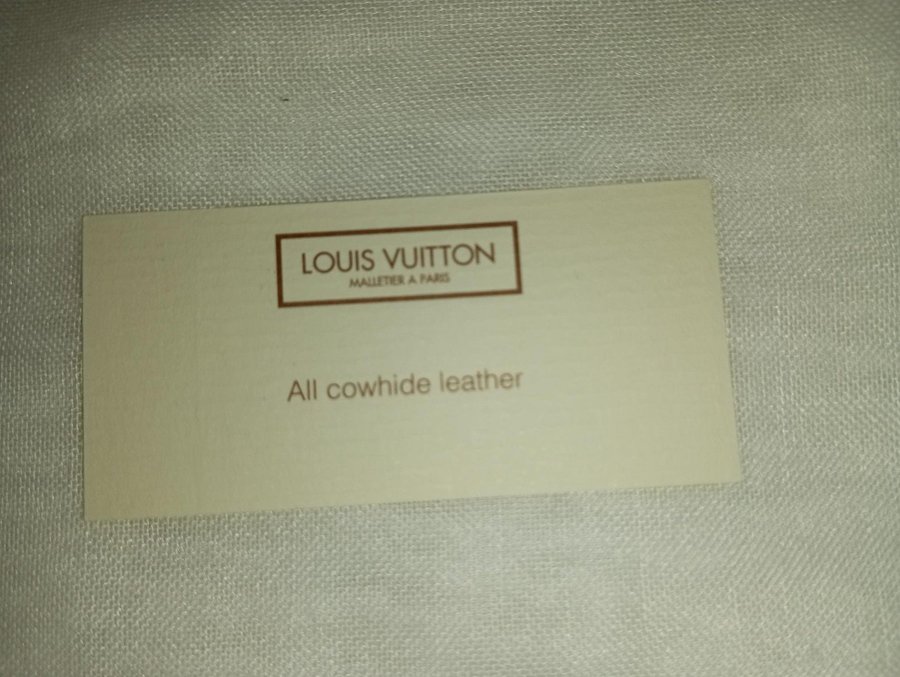 LOUIS VUITTON
MALLETIER A PARIS
All cowhide leather